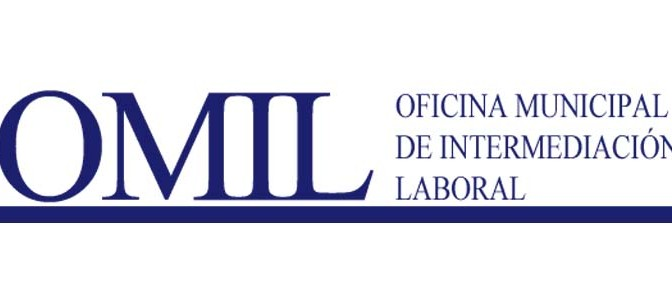 OMIL
OFICINA MUNICIPAL
DE INTERMEDIACIÓN
LABORAL